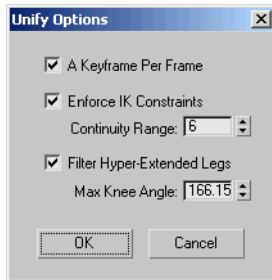 Unify Options
A Keyframe Per Frame
Enforce IK Constraints
Continuity Range: 6
Filter Hyper-Extended Legs
Max Knee Angle: 166.15
OK Cancel